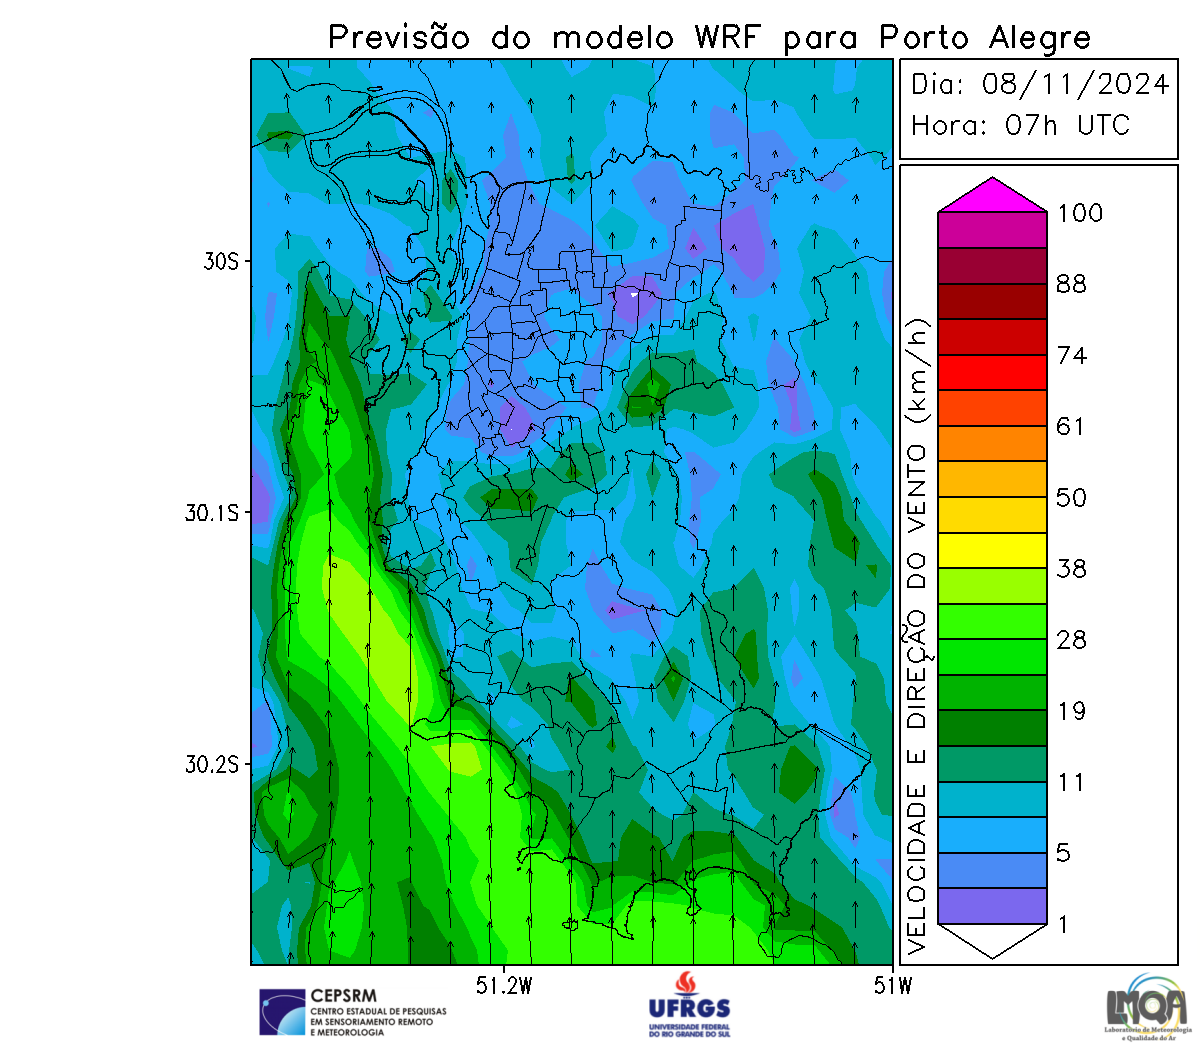 Previsão do modelo WRF para Porto Alegre
Dia: 08/11/2024
Hora: 07h UTC
30S
30.1S
30.2S
51.2W
51W
VELOCIDADE E DIREÇÃO DO VENTO (km/h)
100
88
74
61
50
38
28
19
11
5
1
CEPSRM
CENTRO ESTADUAL DE PESQUISAS
EM SENSORIAMENTO REMOTO
E METEOROLOGIA
UFRGS
UNIVERSIDADE FEDERAL
DO RIO GRANDE DO SUL
LMQA
Laboratório de Meteorologia
e Qualidade do Ar